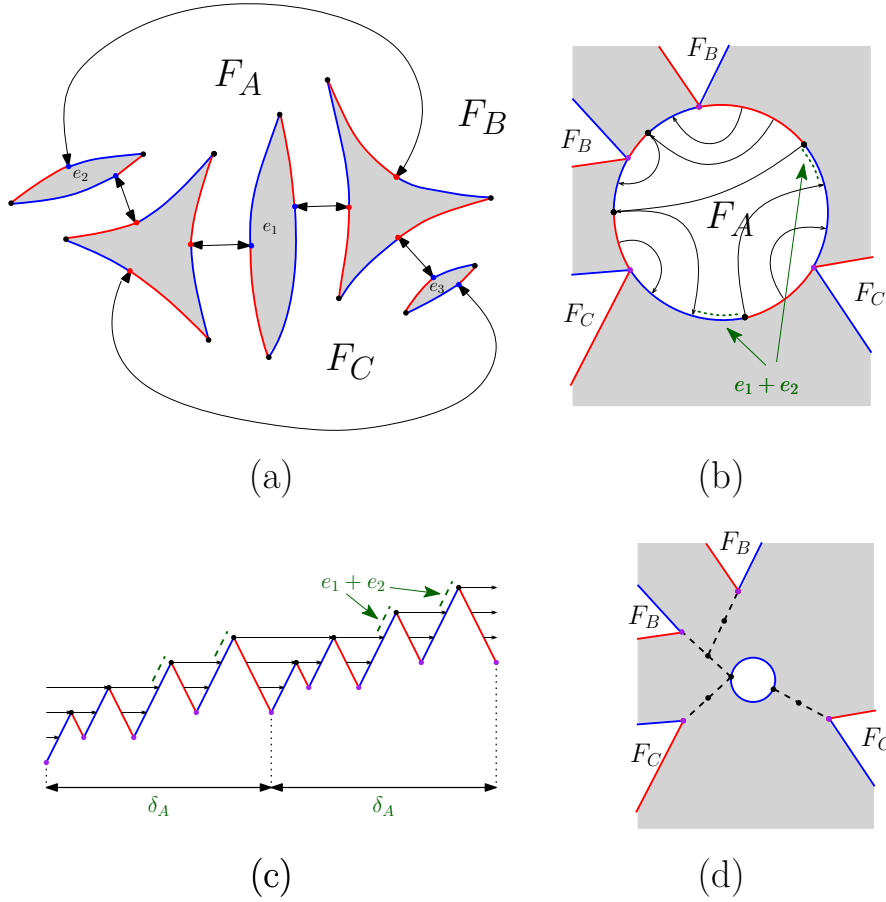 F_A
F_B
e_2
e_1
e_3
F_C
(a)
F_B
F_B
F_A
F_C
F_C
e_1 + e_2
(b)
e_1 + e_2
δ_A
δ_A
(c)
F_B
F_B
F_C
F_C
(d)